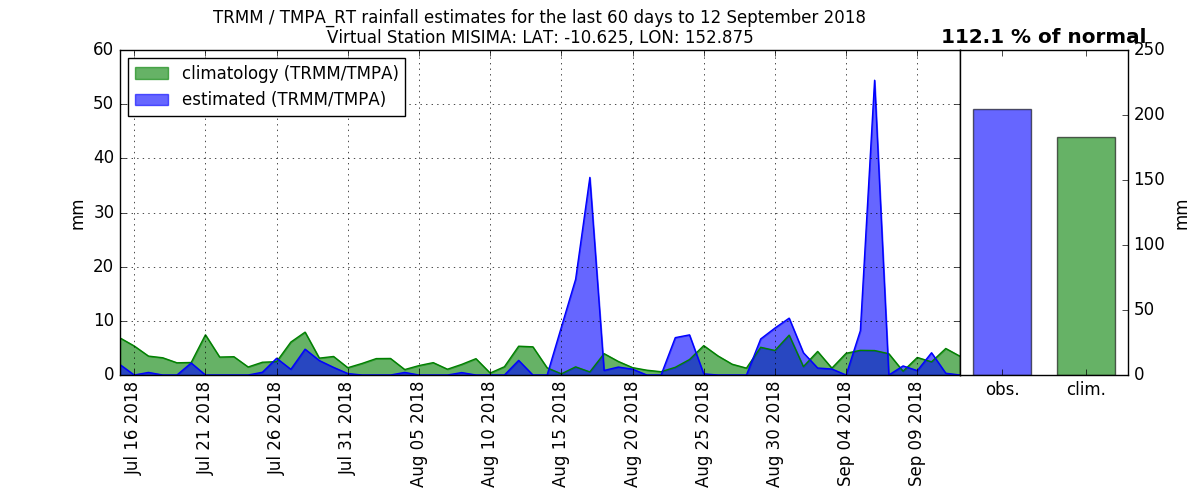 TRMM / TMPA_RT rainfall estimates for the last 60 days to 12 September 2018
Virtual Station MISIMA: LAT: -10.625, LON: 152.875
112.1 % of normal
climatology (TRMM/TMPA)
estimated (TRMM/TMPA)
60
50
40
30
20
10
0
mm
Jul 16 2018
Jul 21 2018
Jul 26 2018
Jul 31 2018
Aug 05 2018
Aug 10 2018
Aug 15 2018
Aug 20 2018
Aug 25 2018
Aug 30 2018
Sep 04 2018
Sep 09 2018
250
200
150
100
50
0
mm
obs.
clim.